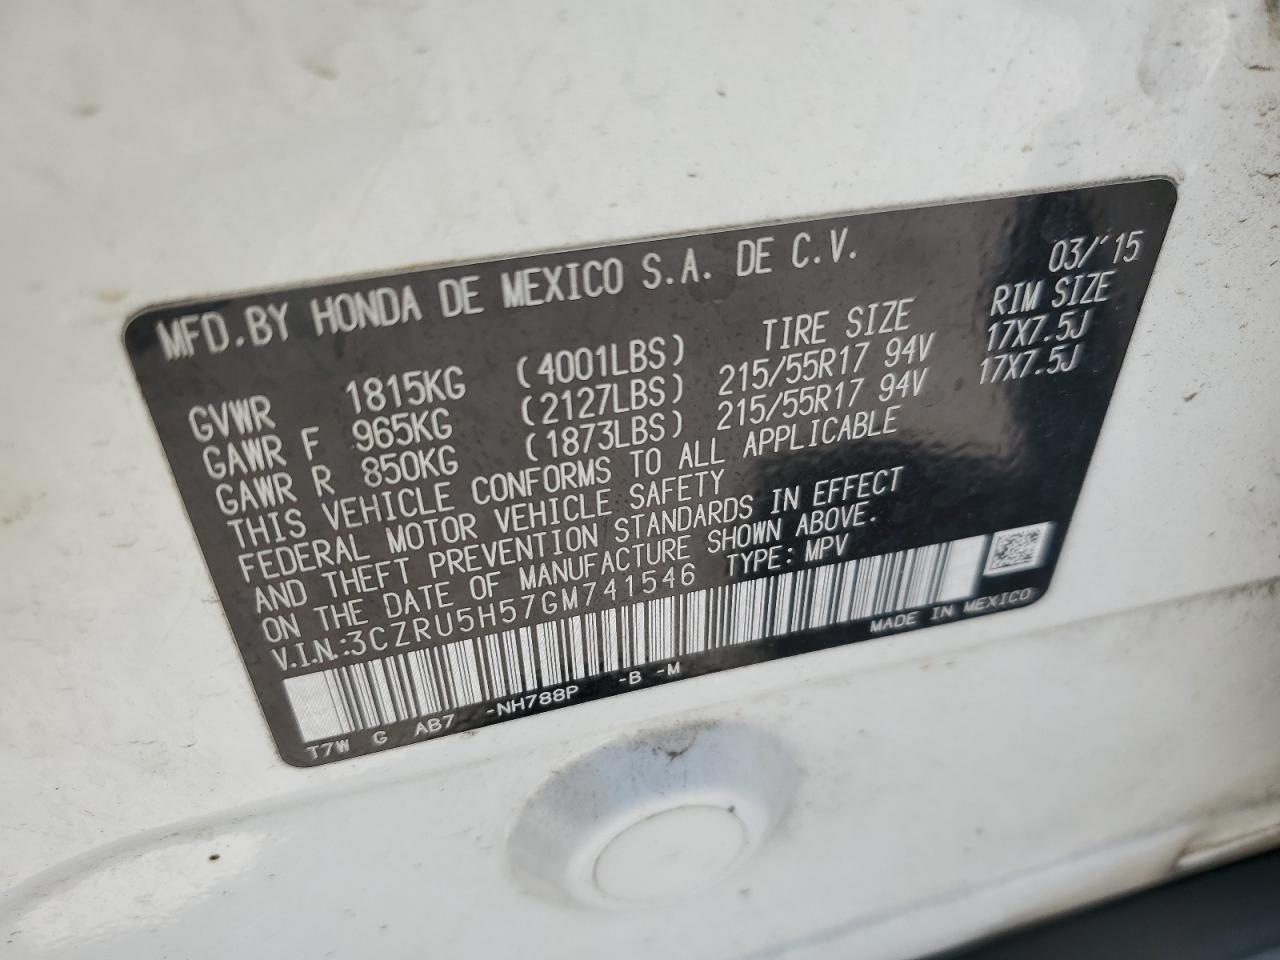 MFD. BY HONDA DE MEXICO S.A. DE C.V. 03/'15
TIRE SIZE RIM SIZE
GVWR 1815KG (4001LBS)
GAWR F 965KG (2127LBS) 215/55R17 94V 17X7.5J
GAWR R 850KG (1873LBS) 215/55R17 94V 17X7.5J
THIS VEHICLE CONFORMS TO ALL APPLICABLE
FEDERAL MOTOR VEHICLE SAFETY
AND THEFT PREVENTION STANDARDS IN EFFECT
ON THE DATE OF MANUFACTURE SHOWN ABOVE.
V.I.N.:3CZRU5H57GM741546 TYPE:MPV
T7W G AB7 -NH788P -B -M MADE IN MEXICO